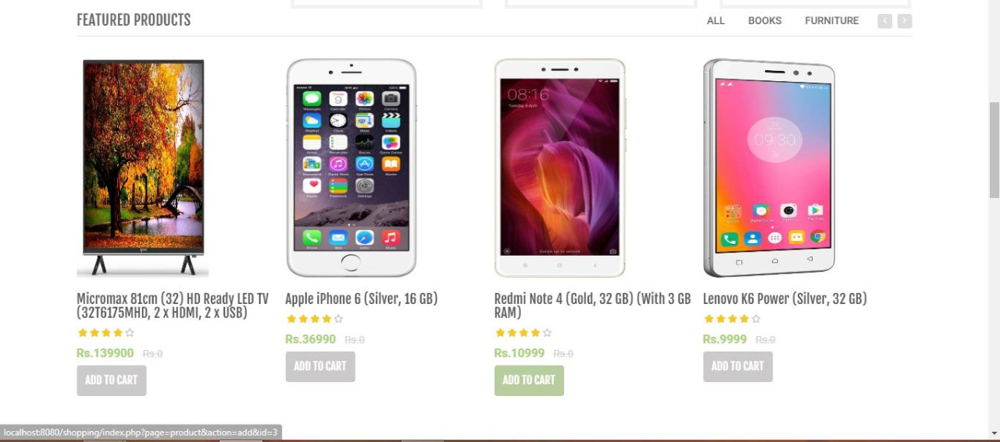 FEATURED PRODUCTS
ALL BOOKS FURNITURE
08:16
09:30
Micromax 81cm (32) HD Ready LED TV
(32T6175MHD, 2 x HDMI, 2 x USB)
Rs.139900 Rs.0
ADD TO CART
Apple iPhone 6 (Silver, 16 GB)
Rs.36990 Rs.0
ADD TO CART
Redmi Note 4 (Gold, 32 GB) (With 3 GB
RAM)
Rs.10999 Rs.0
ADD TO CART
Lenovo K6 Power (Silver, 32 GB)
Rs.9999 Rs.0
ADD TO CART
localhost:8080/shopping/index.php?page=product&action=add&id=3